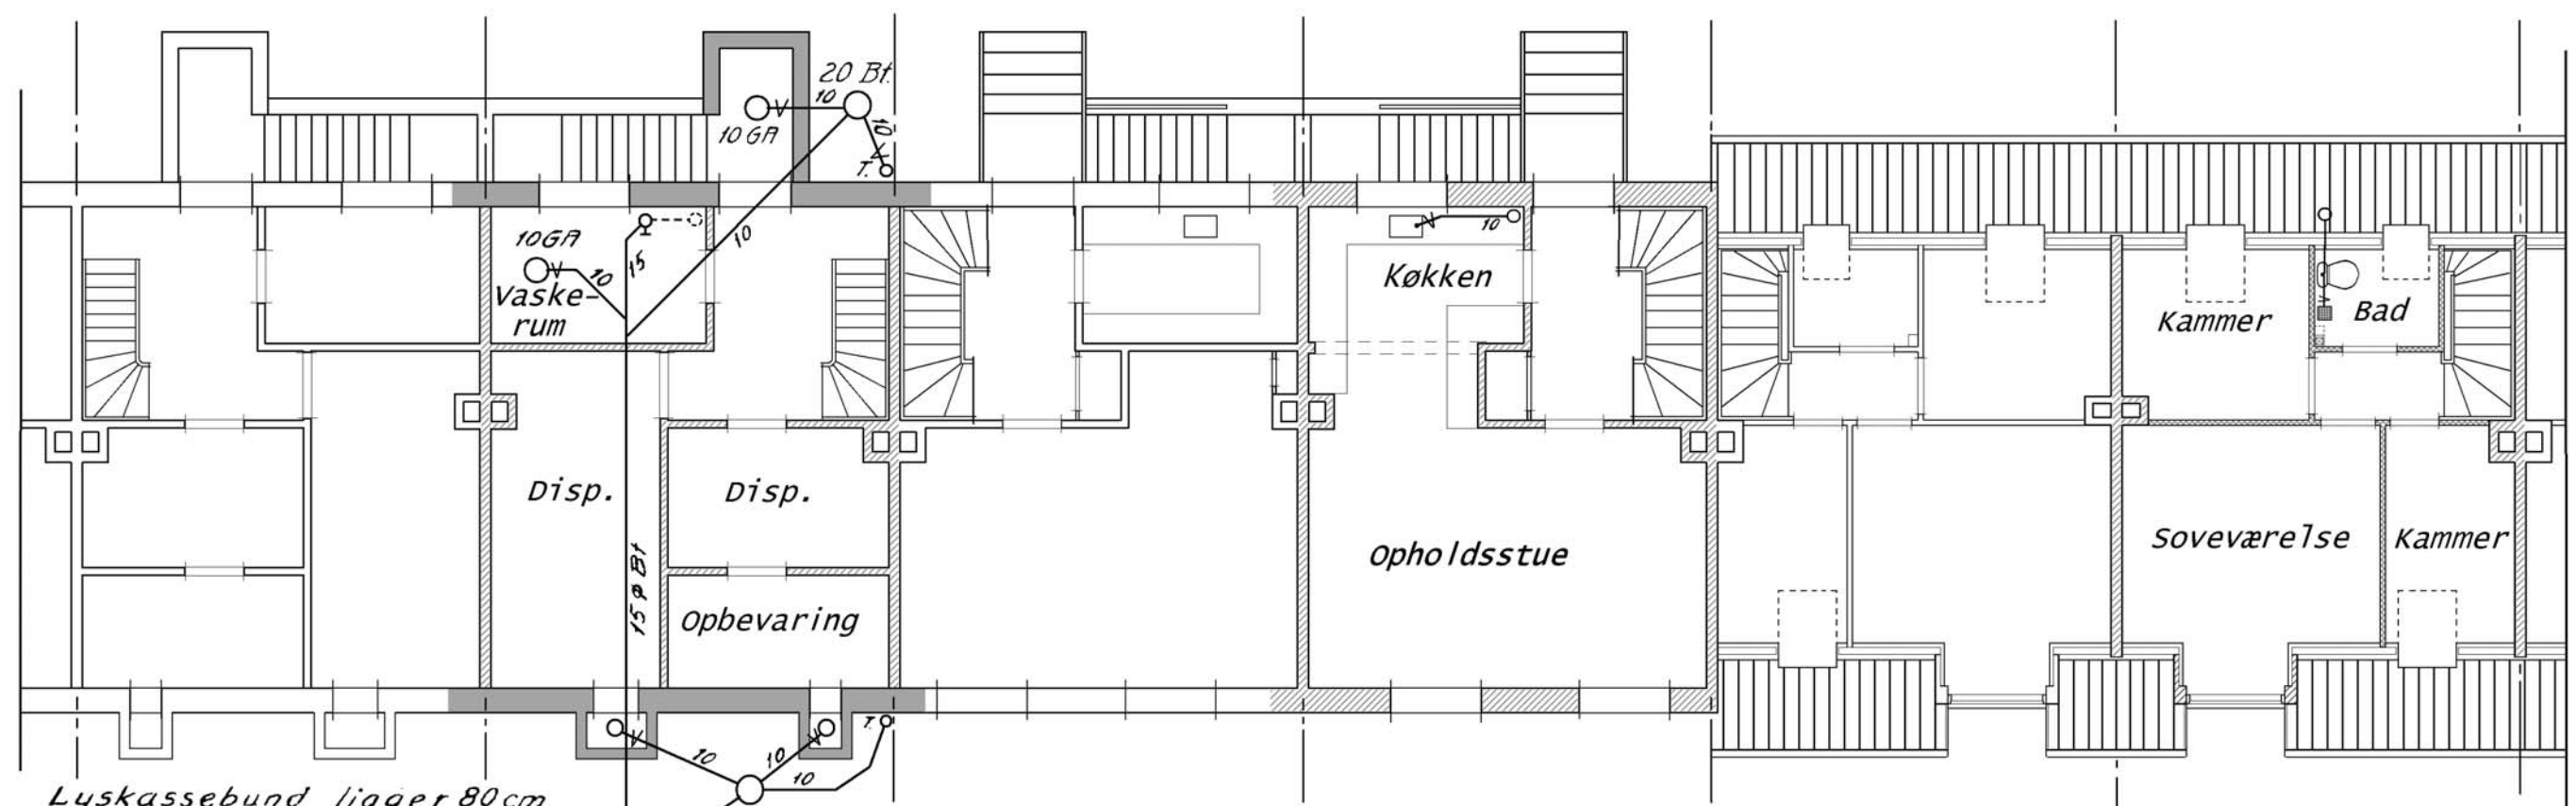 20 Bt.
10
10 GA
10
T.
10
10GA
10
15
Vaske-
rum
Disp.
Disp.
15 ø Bt
Opbevaring
10
10
10
T.
Luskassebund ligger 80 cm
Køkken
10
Opholdsstue
Kammer
Bad
Soveværelse
Kammer